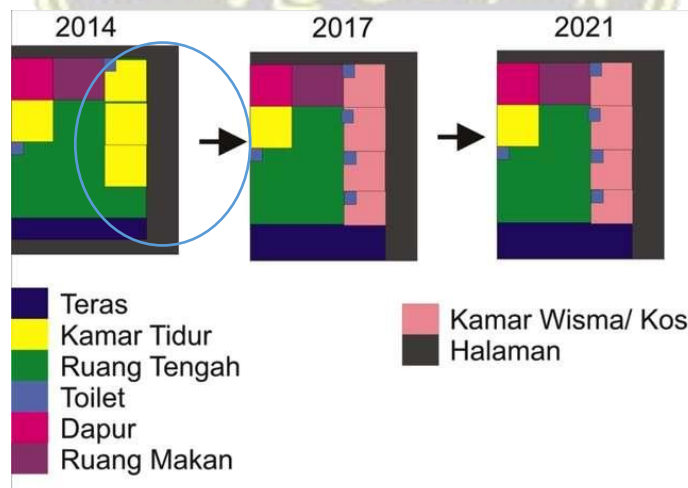 2014 2017 2021
Teras
Kamar Tidur
Ruang Tengah
Toilet
Dapur
Ruang Makan
Kamar Wisma/ Kos
Halaman